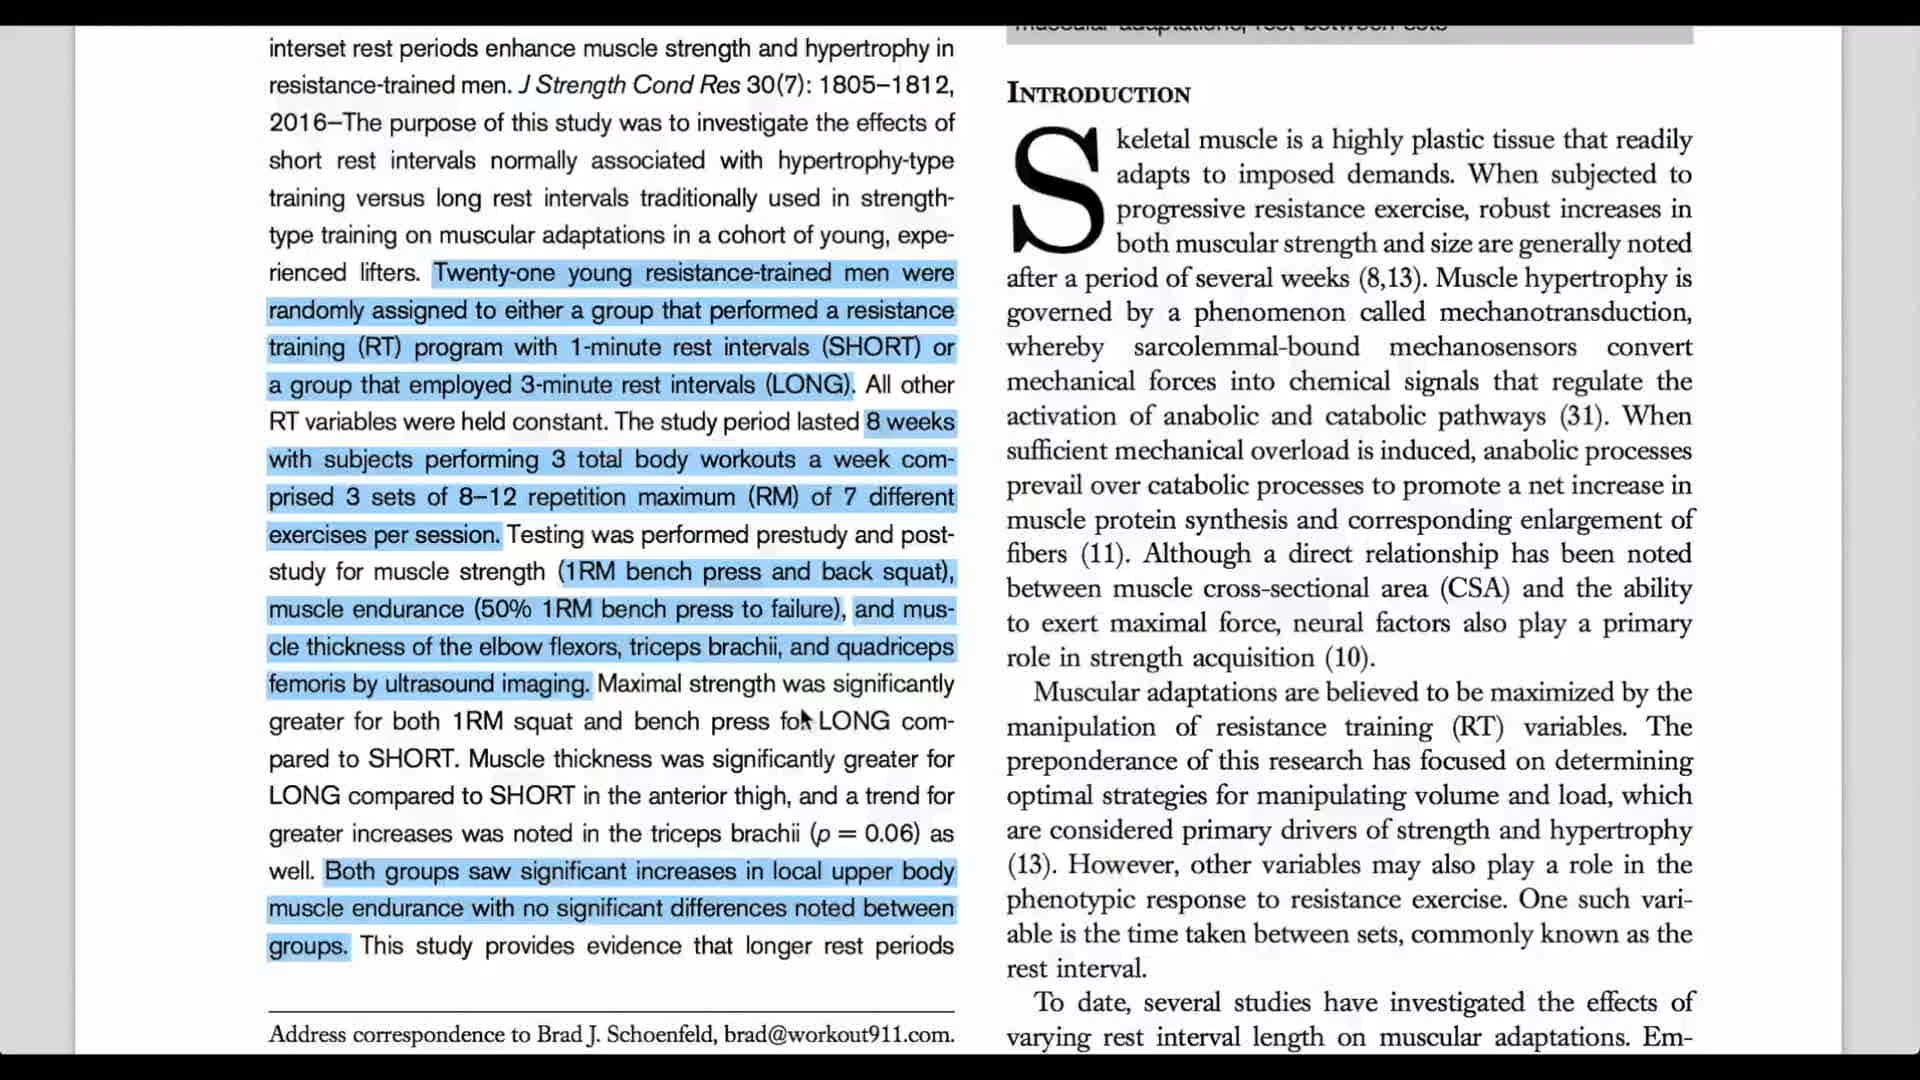 interset rest periods enhance muscle strength and hypertrophy in
resistance-trained men. J Strength Cond Res 30(7): 1805–1812,
2016—The purpose of this study was to investigate the effects of
short rest intervals normally associated with hypertrophy-type
training versus long rest intervals traditionally used in strength-
type training on muscular adaptations in a cohort of young, expe-
rienced lifters. Twenty-one young resistance-trained men were
randomly assigned to either a group that performed a resistance
training (RT) program with 1-minute rest intervals (SHORT) or
a group that employed 3-minute rest intervals (LONG). All other
RT variables were held constant. The study period lasted 8 weeks
with subjects performing 3 total body workouts a week com-
prised 3 sets of 8–12 repetition maximum (RM) of 7 different
exercises per session. Testing was performed prestudy and post-
study for muscle strength (1RM bench press and back squat),
muscle endurance (50% 1RM bench press to failure), and mus-
cle thickness of the elbow flexors, triceps brachii, and quadriceps
femoris by ultrasound imaging. Maximal strength was significantly
greater for both 1RM squat and bench press for LONG com-
pared to SHORT. Muscle thickness was significantly greater for
LONG compared to SHORT in the anterior thigh, and a trend for
greater increases was noted in the triceps brachii (p = 0.06) as
well. Both groups saw significant increases in local upper body
muscle endurance with no significant differences noted between
groups. This study provides evidence that longer rest periods
Address correspondence to Brad J. Schoenfeld, brad@workout911.com.
muscular adaptations, rest between sets
INTRODUCTION
Skeletal muscle is a highly plastic tissue that readily
adapts to imposed demands. When subjected to
progressive resistance exercise, robust increases in
both muscular strength and size are generally noted
after a period of several weeks (8,13). Muscle hypertrophy is
governed by a phenomenon called mechanotransduction,
whereby sarcolemmal-bound mechanosensors convert
mechanical forces into chemical signals that regulate the
activation of anabolic and catabolic pathways (31). When
sufficient mechanical overload is induced, anabolic processes
prevail over catabolic processes to promote a net increase in
muscle protein synthesis and corresponding enlargement of
fibers (11). Although a direct relationship has been noted
between muscle cross-sectional area (CSA) and the ability
to exert maximal force, neural factors also play a primary
role in strength acquisition (10).
Muscular adaptations are believed to be maximized by the
manipulation of resistance training (RT) variables. The
preponderance of this research has focused on determining
optimal strategies for manipulating volume and load, which
are considered primary drivers of strength and hypertrophy
(13). However, other variables may also play a role in the
phenotypic response to resistance exercise. One such vari-
able is the time taken between sets, commonly known as the
rest interval.
To date, several studies have investigated the effects of
varying rest interval length on muscular adaptations. Em-